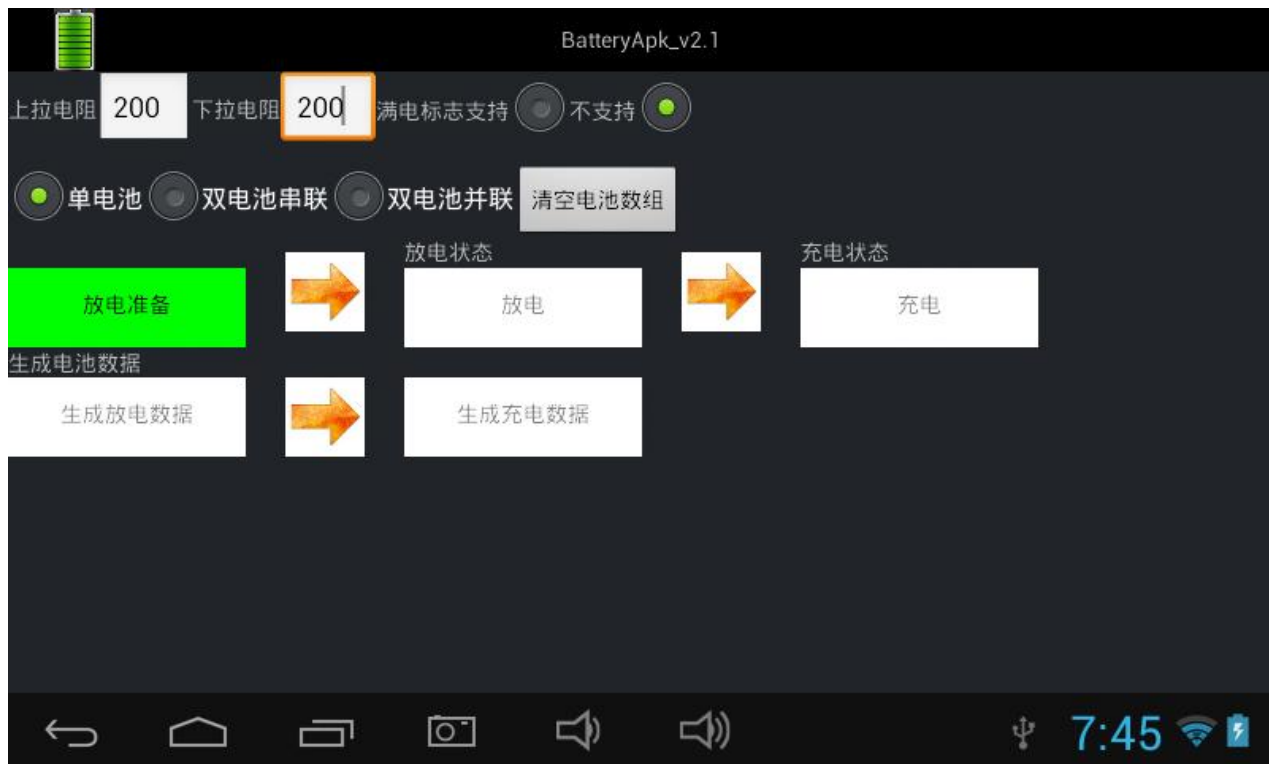 BatteryApk_v2.1
上拉电阻 200 下拉电阻 200 满电标志支持 不支持
单电池 双电池串联 双电池并联 清空电池数组
放电状态 充电状态
放电准备 放电 充电
生成电池数据
生成放电数据 生成充电数据
7:45